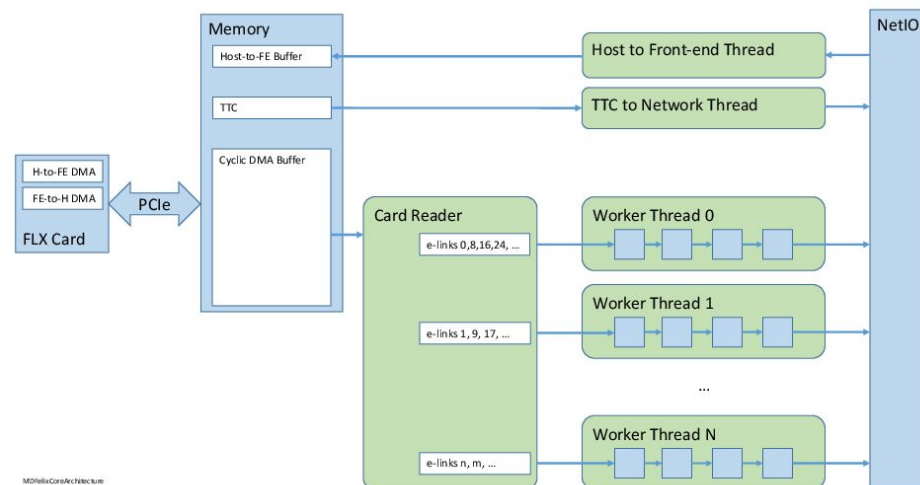 Memory
Host-to-FE Buffer
TTC
Cyclic DMA Buffer
H-to-FE DMA
FE-to-H DMA
FLX Card
PCIe
Card Reader
e-links 0,8,16,24, ...
e-links 1, 9, 17, ...
e-links n, m, ...
Host to Front-end Thread
TTC to Network Thread
Worker Thread 0
Worker Thread 1
...
Worker Thread N
NetIO
MDFelixCoreArchitecture